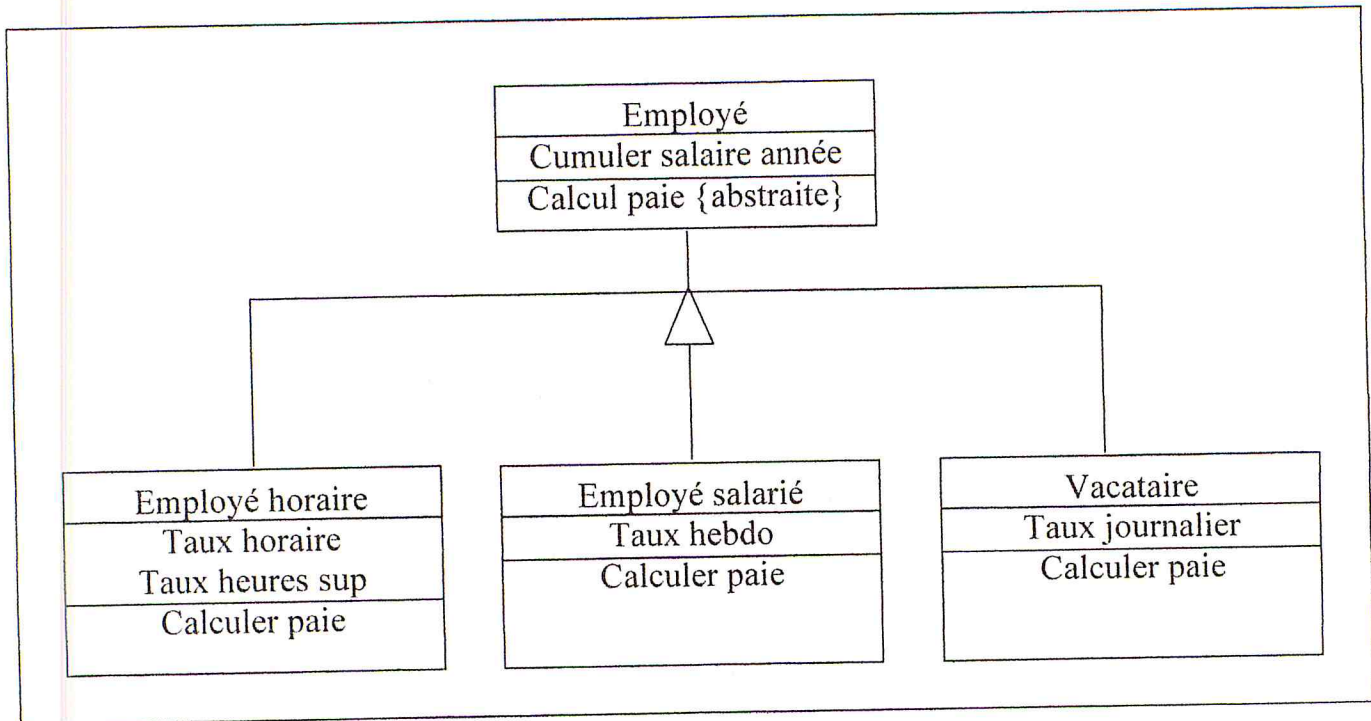 Employé
Cumuler salaire année
Calcul paie {abstraite}
Employé horaire
Taux horaire
Taux heures sup
Calculer paie
Employé salarié
Taux hebdo
Calculer paie
Vacataire
Taux journalier
Calculer paie